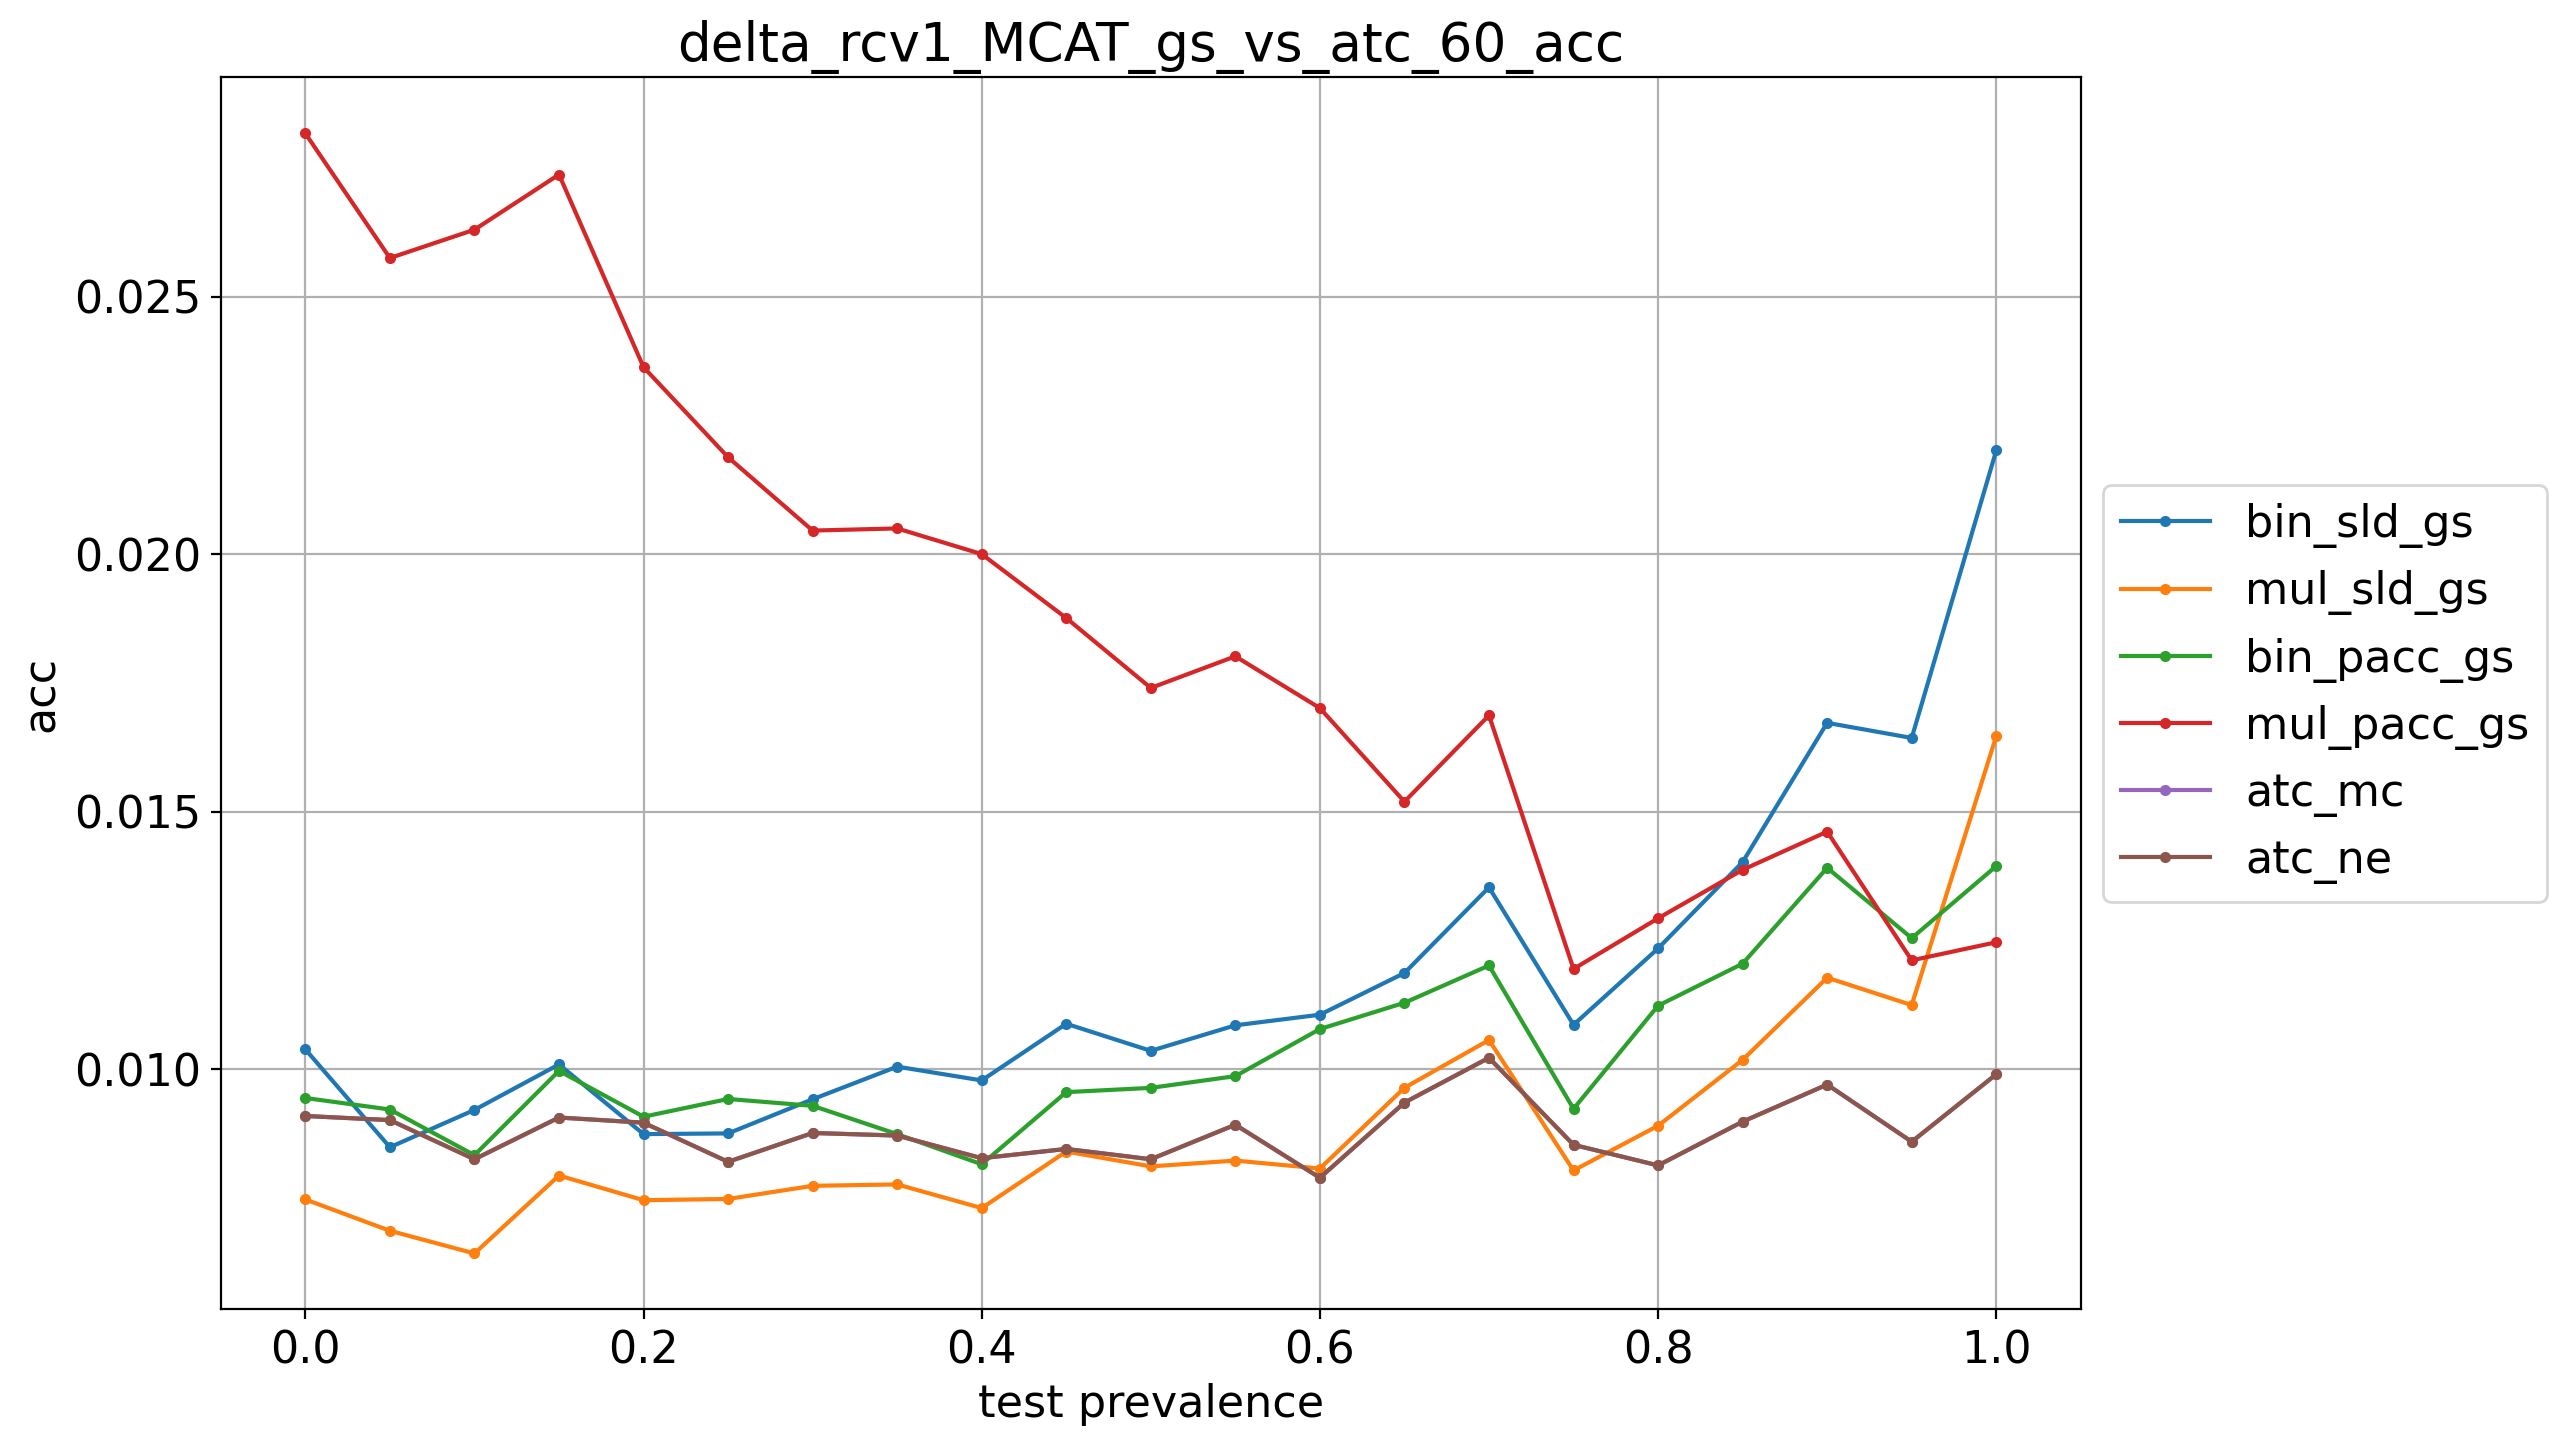 delta_rcv1_MCAT_gs_vs_atc_60_acc
0.025
0.020
0.015
0.010
acc
0.0 0.2 0.4 0.6 0.8 1.0
test prevalence
bin_sld_gs
mul_sld_gs
bin_pacc_gs
mul_pacc_gs
atc_mc
atc_ne